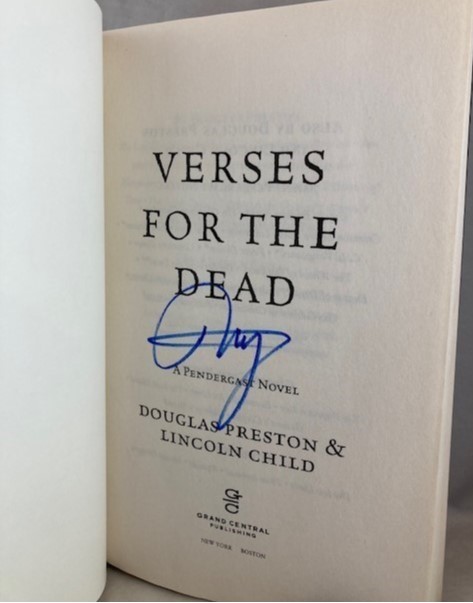 VERSES
FOR THE
DEAD
A PENDERGAST NOVEL
DOUGLAS PRESTON &
LINCOLN CHILD
GRAND CENTRAL
PUBLISHING
NEW YORK BOSTON